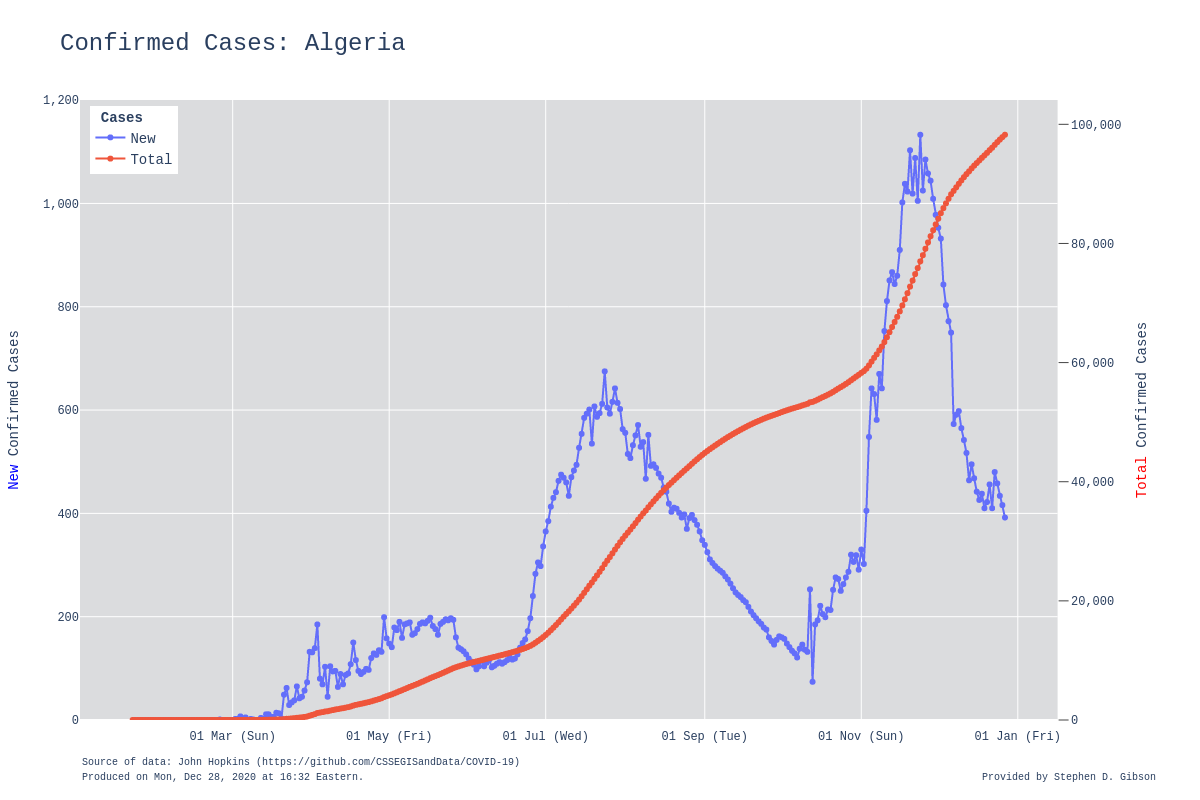 Confirmed Cases: Algeria
Cases
New
Total
1,200
1,000
800
600
400
200
0
100,000
80,000
60,000
40,000
20,000
0
New Confirmed Cases
Total Confirmed Cases
01 Mar (Sun)
01 May (Fri)
01 Jul (Wed)
01 Sep (Tue)
01 Nov (Sun)
01 Jan (Fri)
Source of data: John Hopkins (https://github.com/CSSEGISandData/COVID-19)
Produced on Mon, Dec 28, 2020 at 16:32 Eastern.
Provided by Stephen D. Gibson